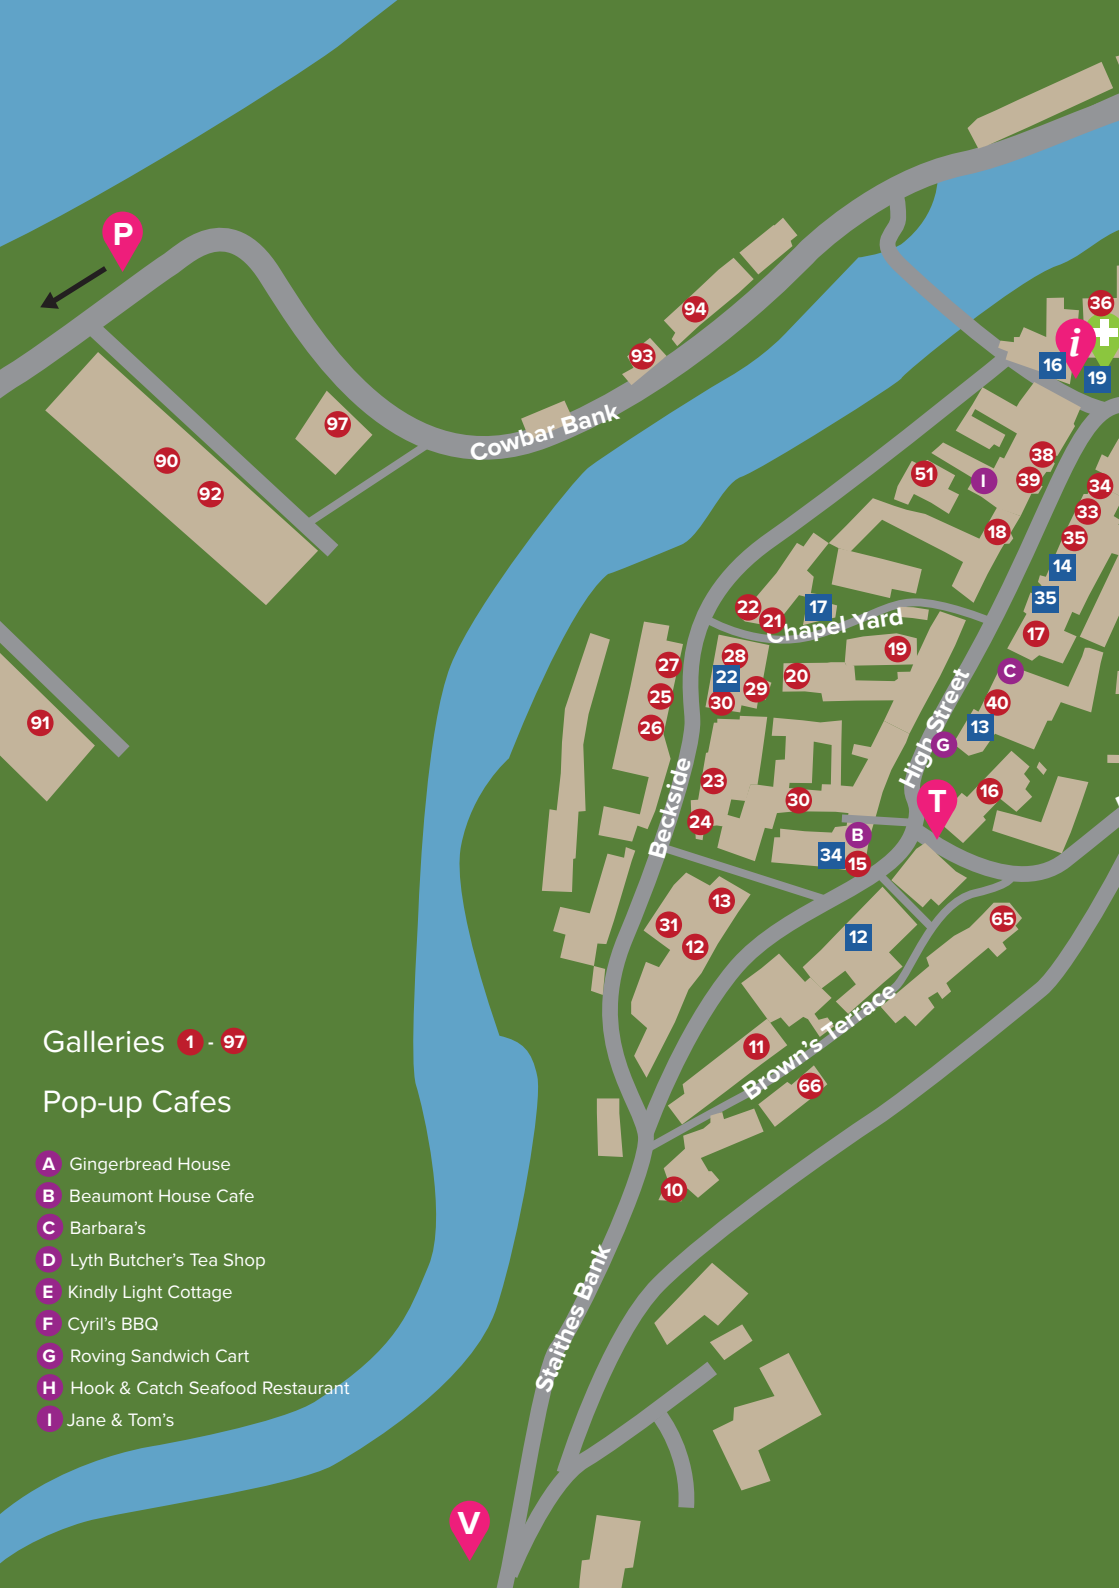 P
36
i
16
19
94
93
97
Cowbar Bank
90
92
38
51
I
39
34
33
18
35
14
35
22
21
17
Chapel Yard
17
19
28
27
22
20
C
29
25
30
40
26
13
91
High Street
G
23
30
16
T
24
Beckside
B
34
15
13
31
12
12
65
11
Brown's Terrace
66
10
Galleries 1 - 97
Pop-up Cafes
A Gingerbread House
B Beaumont House Cafe
C Barbara's
D Lyth Butcher's Tea Shop
E Kindly Light Cottage
F Cyril's BBQ
G Roving Sandwich Cart
H Hook & Catch Seafood Restaurant
I Jane & Tom's
Staithes Bank
V